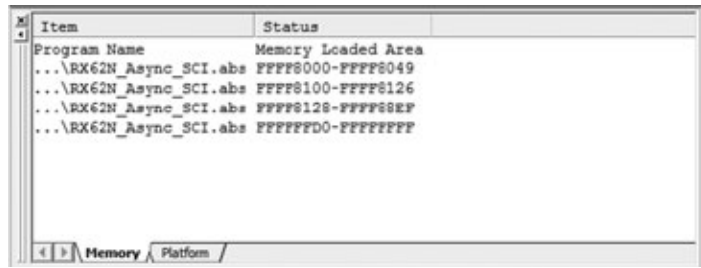 Item Status
Program Name Memory Loaded Area
...\RX62N_Async_SCI.abs FFFF8000-FFFF8049
...\RX62N_Async_SCI.abs FFFF8100-FFFF8126
...\RX62N_Async_SCI.abs FFFF8128-FFFF88EF
...\RX62N_Async_SCI.abs FFFFFFD0-FFFFFFFF
Memory Platform